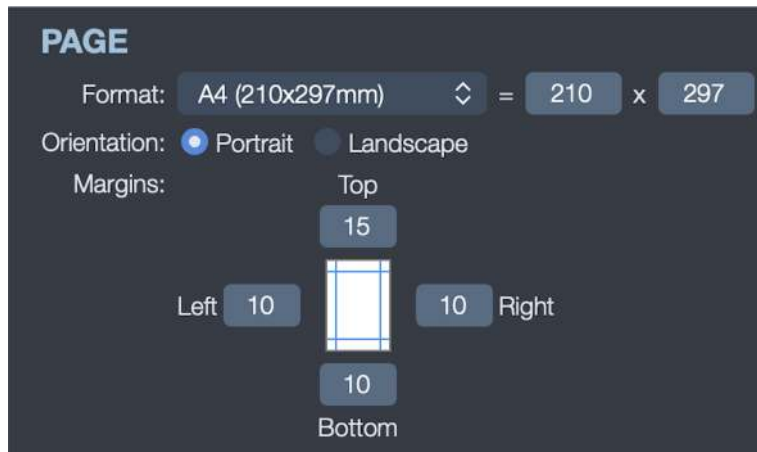 PAGE
Format: A4 (210x297mm) = 210 x 297
Orientation: Portrait Landscape
Margins: Top
15
Left 10 10 Right
10
Bottom